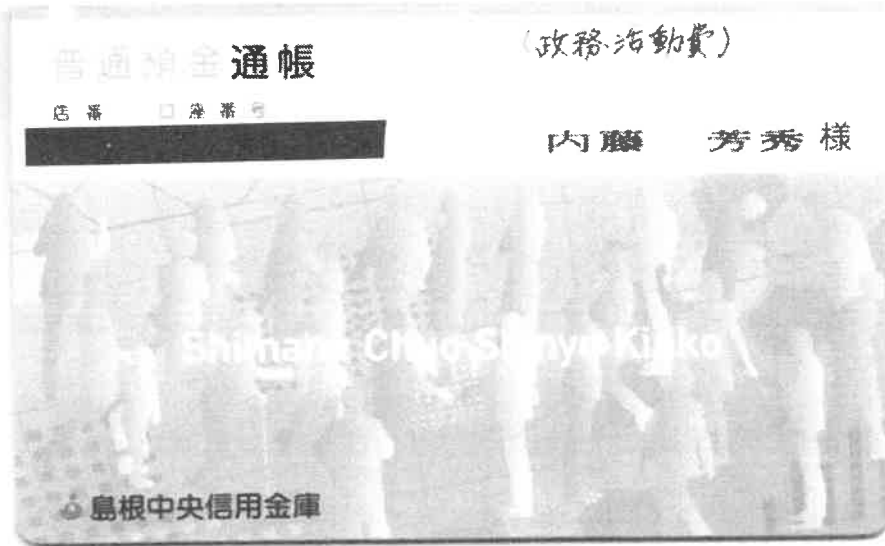 (政務活動費)
普通預金通帳
店番 口座番号
内藤 芳秀 様
Shimane Chuo Shinyo Kinko
島根中央信用金庫